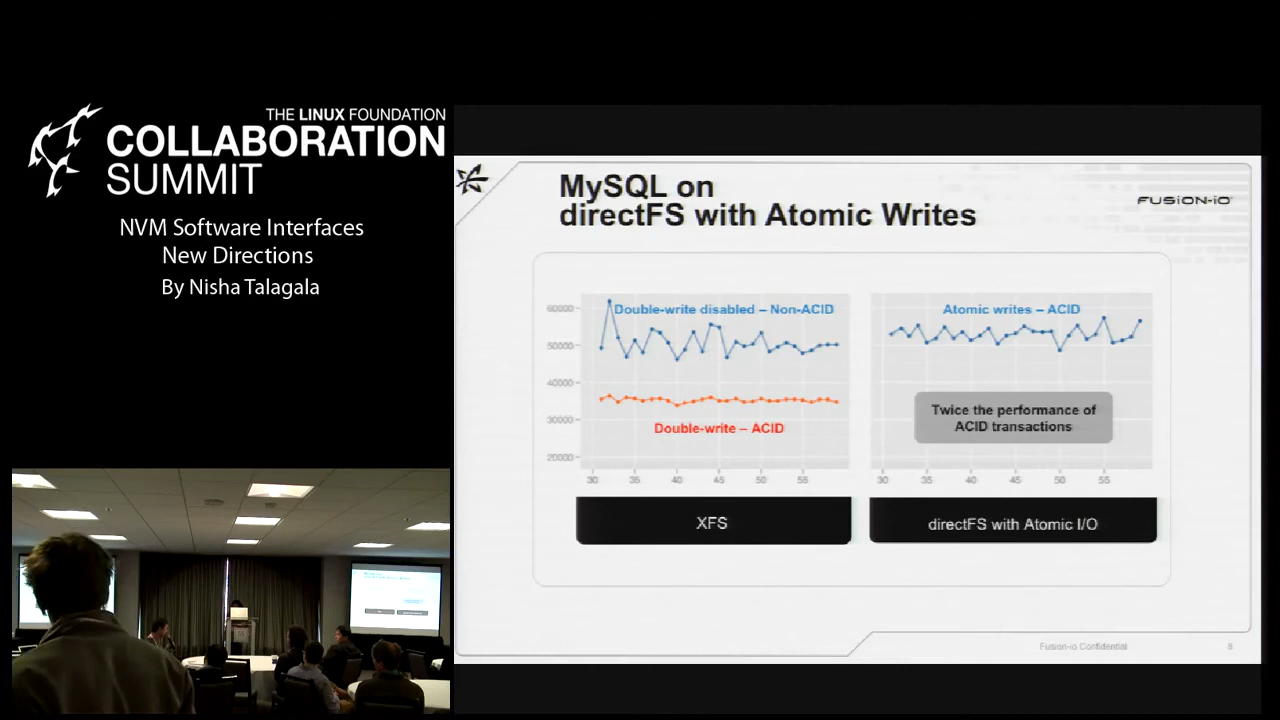 THE LINUX FOUNDATION
COLLABORATION
SUMMIT
NVM Software Interfaces
New Directions
By Nisha Talagala
MySQL on
directFS with Atomic Writes
FUSiON-iO
Double-write disabled – Non-ACID
Atomic writes – ACID
60000
50000
40000
30000
20000
Double-write – ACID
Twice the performance of
ACID transactions
30 35 40 45 50 55
30 35 40 45 50 55
XFS
directFS with Atomic I/O
Fusion-io Confidential
8